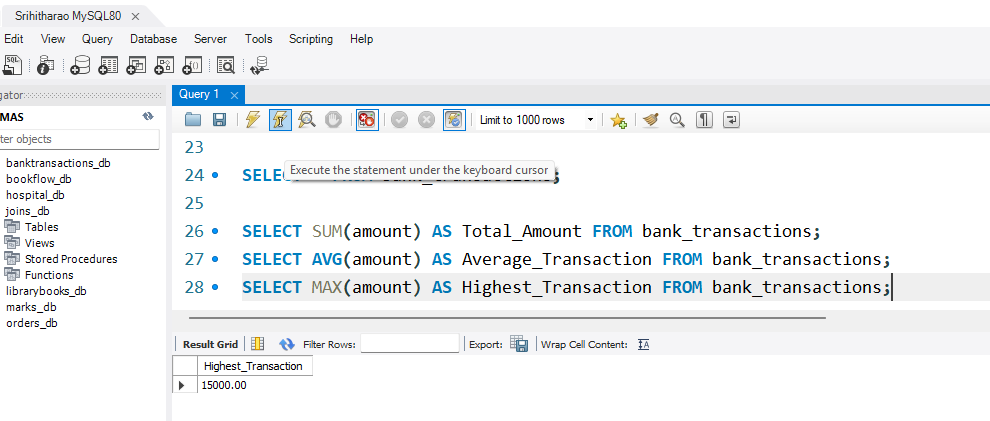 Srihitharao MySQL80
Edit View Query Database Server Tools Scripting Help
gator
Query 1
MAS
Limit to 1000 rows
ter objects
banktransactions_db
bookflow_db
hospital_db
joins_db
Tables
Views
Stored Procedures
Functions
librarybooks_db
marks_db
orders_db
23
Execute the statement under the keyboard cursor
24 SELEC
25
26 SELECT SUM(amount) AS Total_Amount FROM bank_transactions;
27 SELECT AVG(amount) AS Average_Transaction FROM bank_transactions;
28 SELECT MAX(amount) AS Highest_Transaction FROM bank_transactions;
Result Grid Filter Rows: Export: Wrap Cell Content:
Highest_Transaction
15000.00